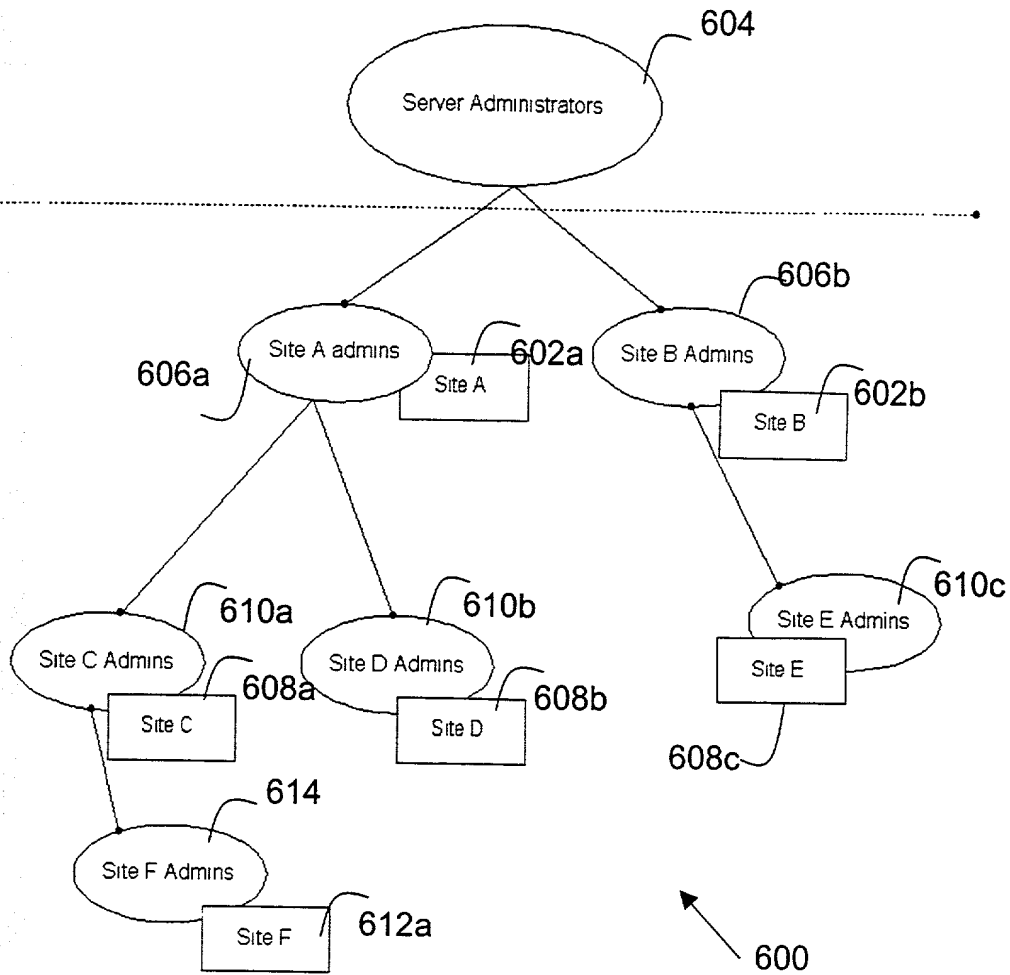 604
Server Administrators
606b
Site A admins
602a
Site B Admins
606a
Site A
602b
Site B
610a
610b
610c
Site E Admins
Site C Admins
Site D Admins
Site E
608a
608b
Site C
Site D
608c
614
Site F Admins
612a
Site F
600